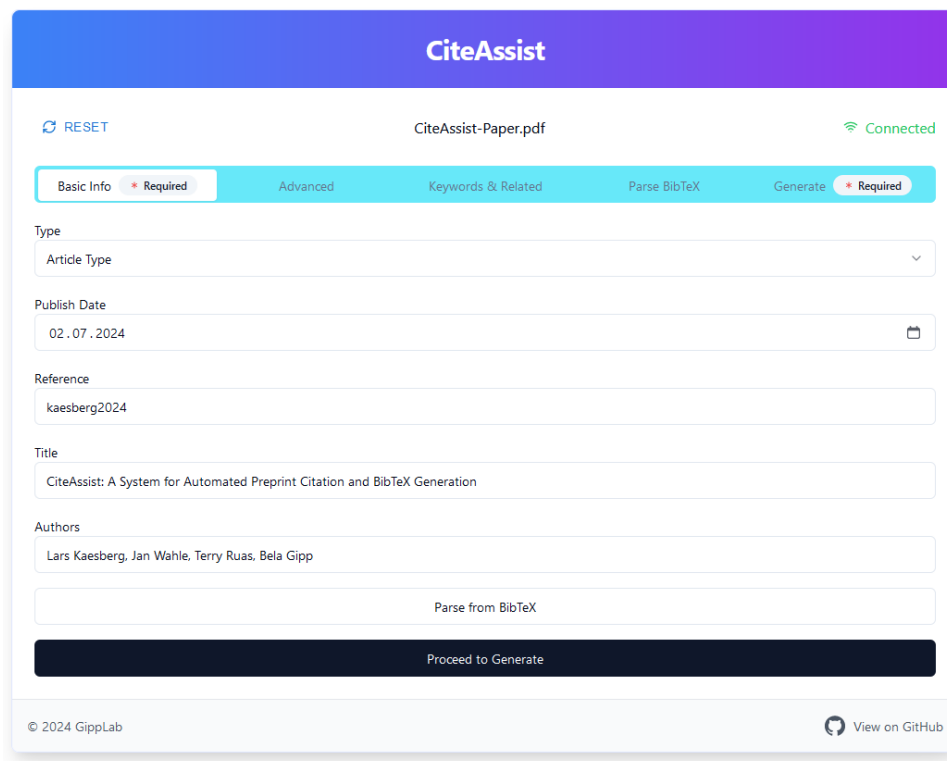 CiteAssist
RESET
CiteAssist-Paper.pdf
Connected
Basic Info * Required
Advanced
Keywords & Related
Parse BibTeX
Generate * Required
Type
Article Type
Publish Date
02.07.2024
Reference
kaesberg2024
Title
CiteAssist: A System for Automated Preprint Citation and BibTeX Generation
Authors
Lars Kaesberg, Jan Wahle, Terry Ruas, Bela Gipp
Parse from BibTeX
Proceed to Generate
© 2024 GippLab
View on GitHub